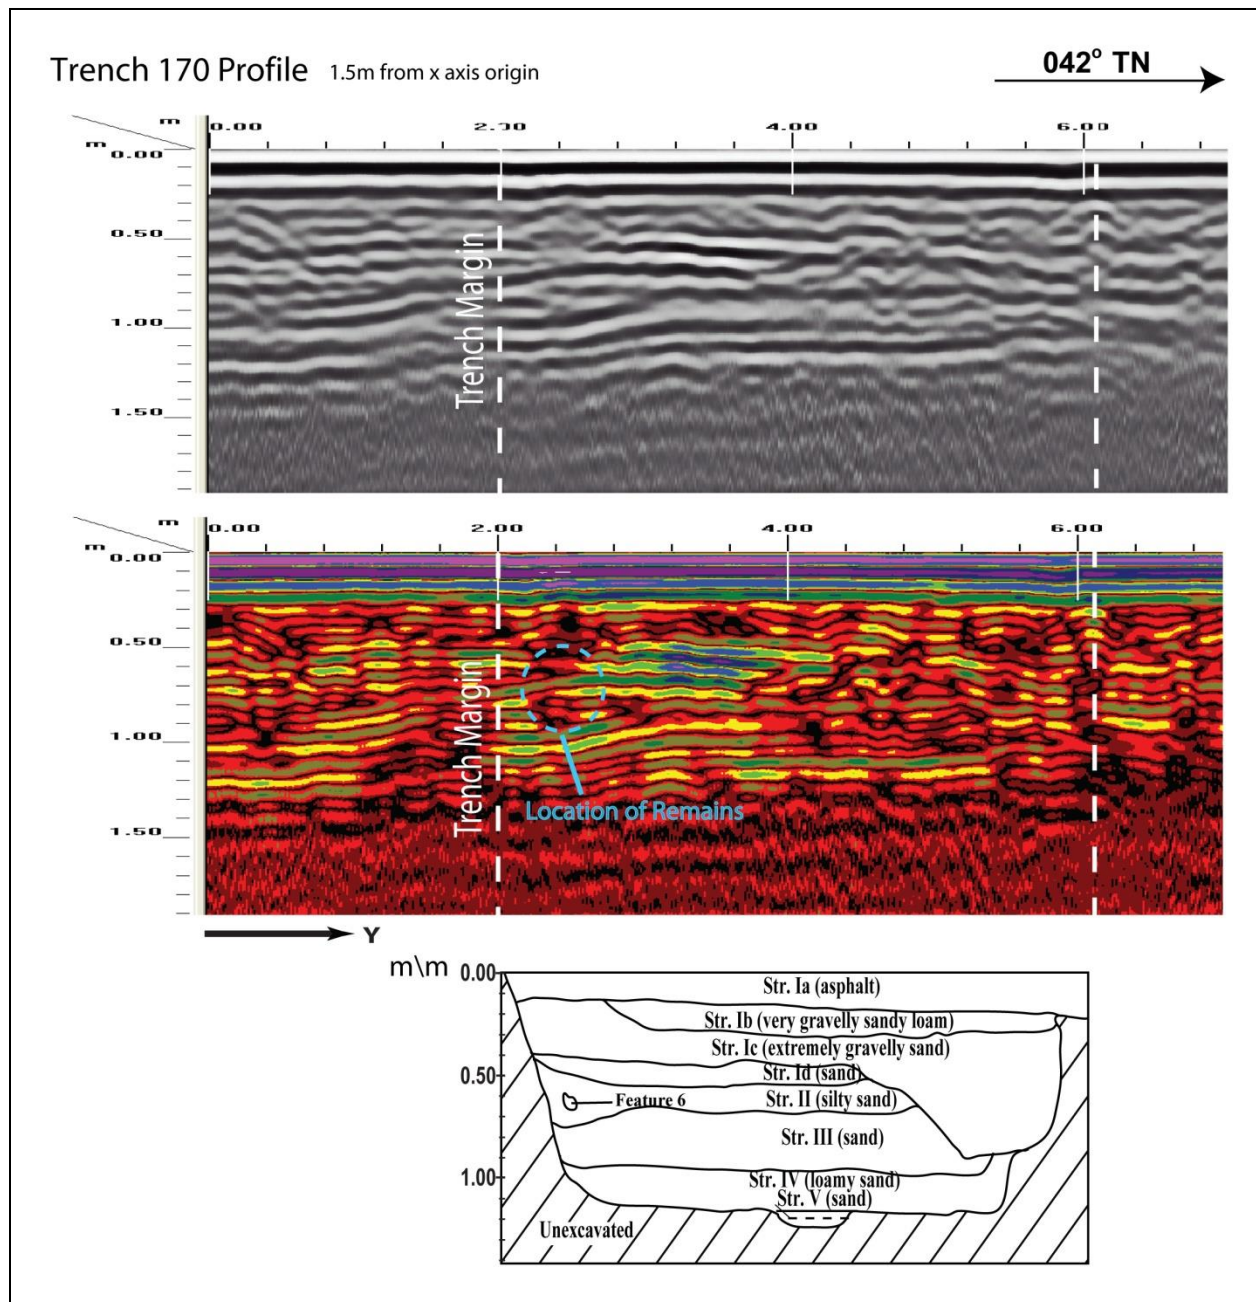 Trench 170 Profile 1.5m from x axis origin
042° TN
m 0.00 2.00 4.00 6.00
m 0.00
0.50
1.00
1.50
Trench Margin
m 0.00 2.00 4.00 6.00
m 0.00
0.50
1.00
1.50
Trench Margin
Location of Remains
Y
m\m 0.00
0.50
1.00
Str. Ia (asphalt)
Str. Ib (very gravelly sandy loam)
Str. Ic (extremely gravelly sand)
Str. Id (sand)
Feature 6
Str. II (silty sand)
Str. III (sand)
Str. IV (loamy sand)
Str. V (sand)
Unexcavated